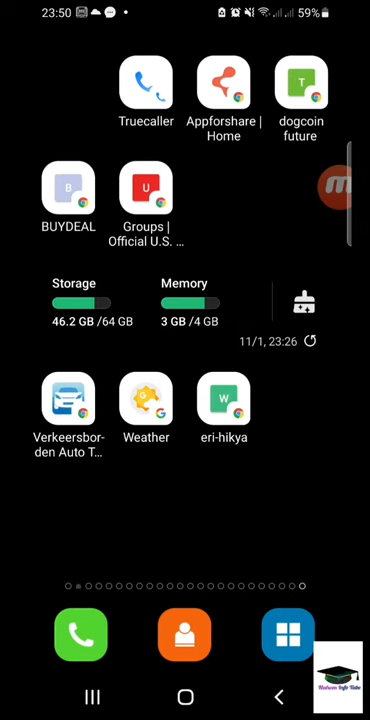 23:50
59%
Truecaller
Appforshare |
Home
T
dogcoin
future
B
BUYDEAL
U
Groups |
Official U.S. ...
Storage
46.2 GB /64 GB
Memory
3 GB /4 GB
11/1, 23:26
Verkeersbor-
den Auto T...
G
Weather
W
eri-hikya